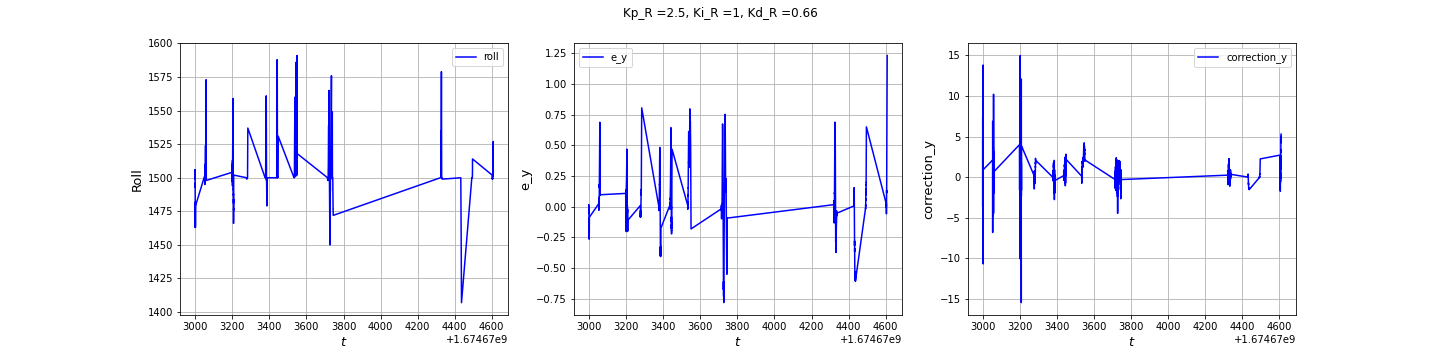 Kp_R =2.5, Ki_R =1, Kd_R =0.66
Roll
1600
1575
1550
1525
1500
1475
1450
1425
1400
roll
3000 3200 3400 3600 3800 4000 4200 4400 4600
+1.67467e9
t
e_y
1.25
1.00
0.75
0.50
0.25
0.00
−0.25
−0.50
−0.75
e_y
3000 3200 3400 3600 3800 4000 4200 4400 4600
+1.67467e9
t
correction_y
15
10
5
0
−5
−10
−15
correction_y
3000 3200 3400 3600 3800 4000 4200 4400 4600
+1.67467e9
t